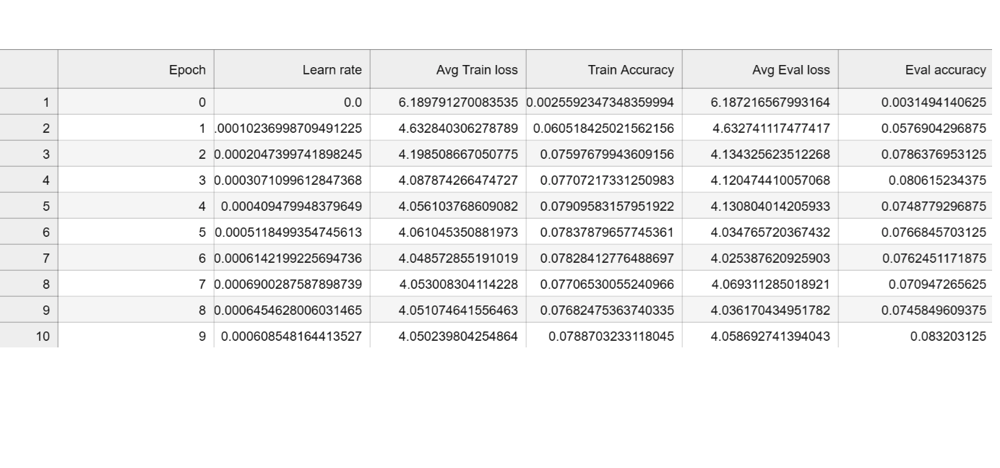 Epoch Learn rate Avg Train loss Train Accuracy Avg Eval loss Eval accuracy
1 0 0.0 6.189791270083535 0.0025592347348359994 6.187216567993164 0.0031494140625
2 1 .00010236998709491225 4.632840306278789 0.060518425021562156 4.632741117477417 0.0576904296875
3 2 0.0002047399741898245 4.198508667050775 0.07597679943609156 4.134325623512268 0.0786376953125
4 3 0.0003071099612847368 4.087874266474727 0.07707217331250983 4.120474410057068 0.080615234375
5 4 0.000409479948379649 4.056103768609082 0.07909583157951922 4.130804014205933 0.0748779296875
6 5 0.0005118499354745613 4.061045350881973 0.07837879657745361 4.034765720367432 0.0766845703125
7 6 0.0006142199225694736 4.048572855191019 0.07828412776488697 4.025387620925903 0.0762451171875
8 7 0.0006900287587898739 4.053008304114228 0.07706530055240966 4.069311285018921 0.070947265625
9 8 0.0006454628006031465 4.051074641556463 0.07682475363740335 4.036170434951782 0.0745849609375
10 9 0.000608548164413527 4.050239804254864 0.0788703233118045 4.058692741394043 0.083203125